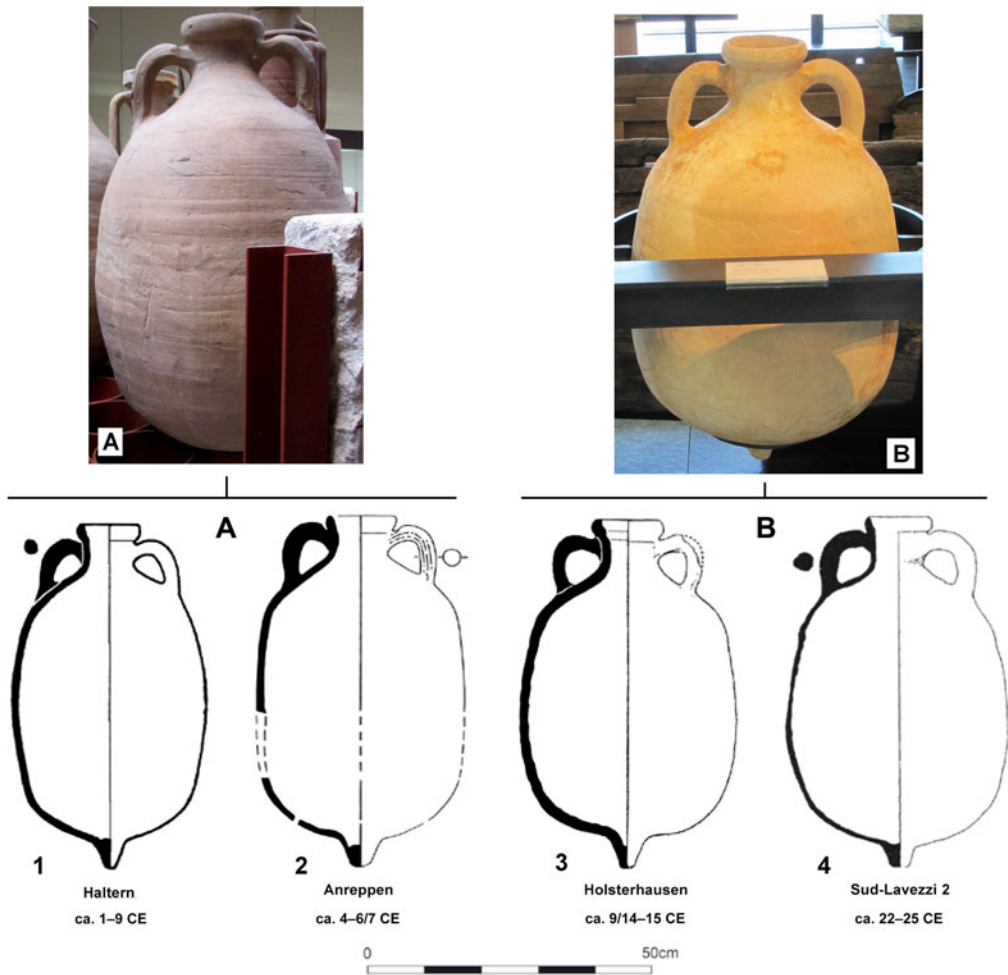 A
B
A
B
1
2
3
4
Haltern
Anreppen
Holsterhausen
Sud-Lavezzi 2
ca. 1–9 CE
ca. 4–6/7 CE
ca. 9/14–15 CE
ca. 22–25 CE
0
50cm